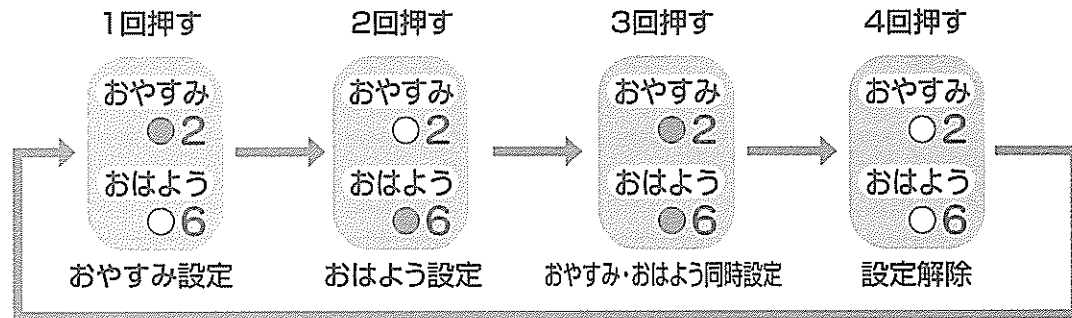 1回押す
おやすみ
2
おはよう
6
おやすみ設定
2回押す
おやすみ
2
おはよう
6
おはよう設定
3回押す
おやすみ
2
おはよう
6
おやすみ・おはよう同時設定
4回押す
おやすみ
2
おはよう
6
設定解除